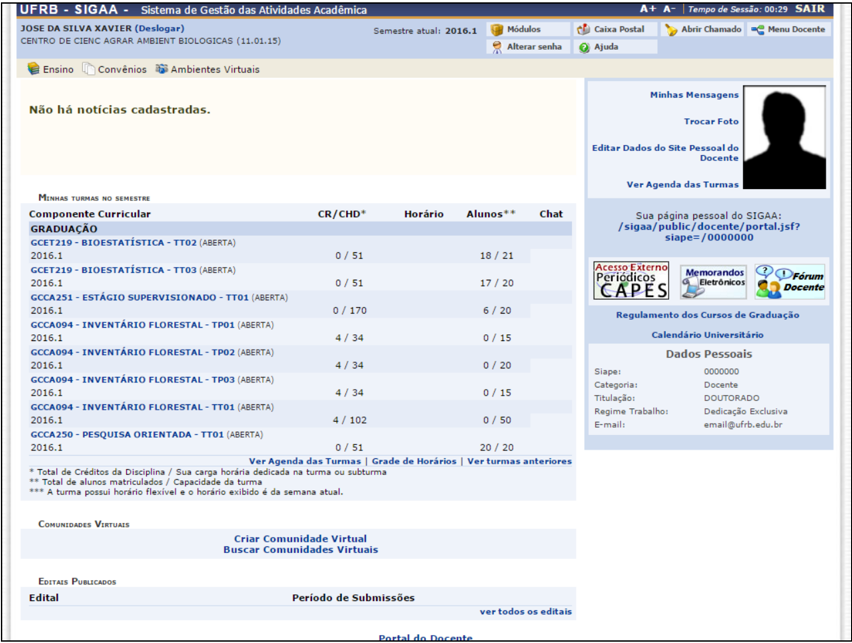 UFRB - SIGAA - Sistema de Gestão das Atividades Acadêmica
A+ A- Tempo de Sessão: 00:29 SAIR
JOSE DA SILVA XAVIER (Deslogar)
CENTRO DE CIENC AGRAR AMBIENT BIOLOGICAS (11.01.15)
Semestre atual: 2016.1
Módulos
Caixa Postal
Abrir Chamado
Menu Docente
Alterar senha
Ajuda
Ensino Convênios Ambientes Virtuais
Não há notícias cadastradas.
MINHAS TURMAS NO SEMESTRE
Componente Curricular CR/CHD* Horário Alunos** Chat
GRADUAÇÃO
GCET219 - BIOESTATÍSTICA - TT02 (ABERTA)
2016.1 0 / 51 18 / 21
GCET219 - BIOESTATÍSTICA - TT03 (ABERTA)
2016.1 0 / 51 17 / 20
GCCA251 - ESTÁGIO SUPERVISIONADO - TT01 (ABERTA)
2016.1 0 / 170 6 / 20
GCCA094 - INVENTÁRIO FLORESTAL - TP01 (ABERTA)
2016.1 4 / 34 0 / 15
GCCA094 - INVENTÁRIO FLORESTAL - TP02 (ABERTA)
2016.1 4 / 34 0 / 20
GCCA094 - INVENTÁRIO FLORESTAL - TP03 (ABERTA)
2016.1 4 / 34 0 / 15
GCCA094 - INVENTÁRIO FLORESTAL - TT01 (ABERTA)
2016.1 4 / 102 0 / 50
GCCA250 - PESQUISA ORIENTADA - TT01 (ABERTA)
2016.1 0 / 51 20 / 20
Ver Agenda das Turmas | Grade de Horários | Ver turmas anteriores
* Total de Créditos da Disciplina / Sua carga horária dedicada na turma ou subturma
** Total de alunos matriculados / Capacidade da turma
*** A turma possui horário flexível e o horário exibido é da semana atual.
COMUNIDADES VIRTUAIS
Criar Comunidade Virtual
Buscar Comunidades Virtuais
EDITAIS PUBLICADOS
Edital Período de Submissões
ver todos os editais
Portal do Docente
Minhas Mensagens
Trocar Foto
Editar Dados do Site Pessoal do
Docente
Ver Agenda das Turmas
Sua página pessoal do SIGAA:
/sigaa/public/docente/portal.jsf?
siape=/0000000
Acesso Externo
Periódicos
CAPES
Memorandos
Eletrônicos
Fórum
Docente
Regulamento dos Cursos de Graduação
Calendário Universitário
Dados Pessoais
Siape: 0000000
Categoria: Docente
Titulação: DOUTORADO
Regime Trabalho: Dedicação Exclusiva
E-mail: email@ufrb.edu.br